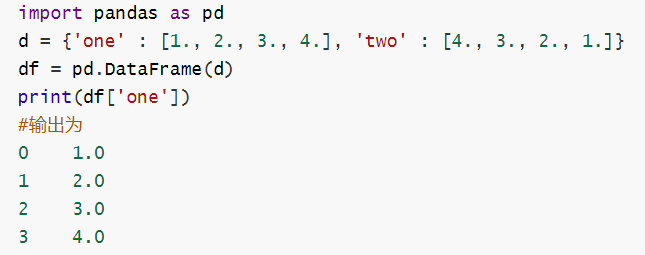 import pandas as pd
d = {'one' : [1., 2., 3., 4.], 'two' : [4., 3., 2., 1.]}
df = pd.DataFrame(d)
print(df['one'])
#输出为
0    1.0
1    2.0
2    3.0
3    4.0